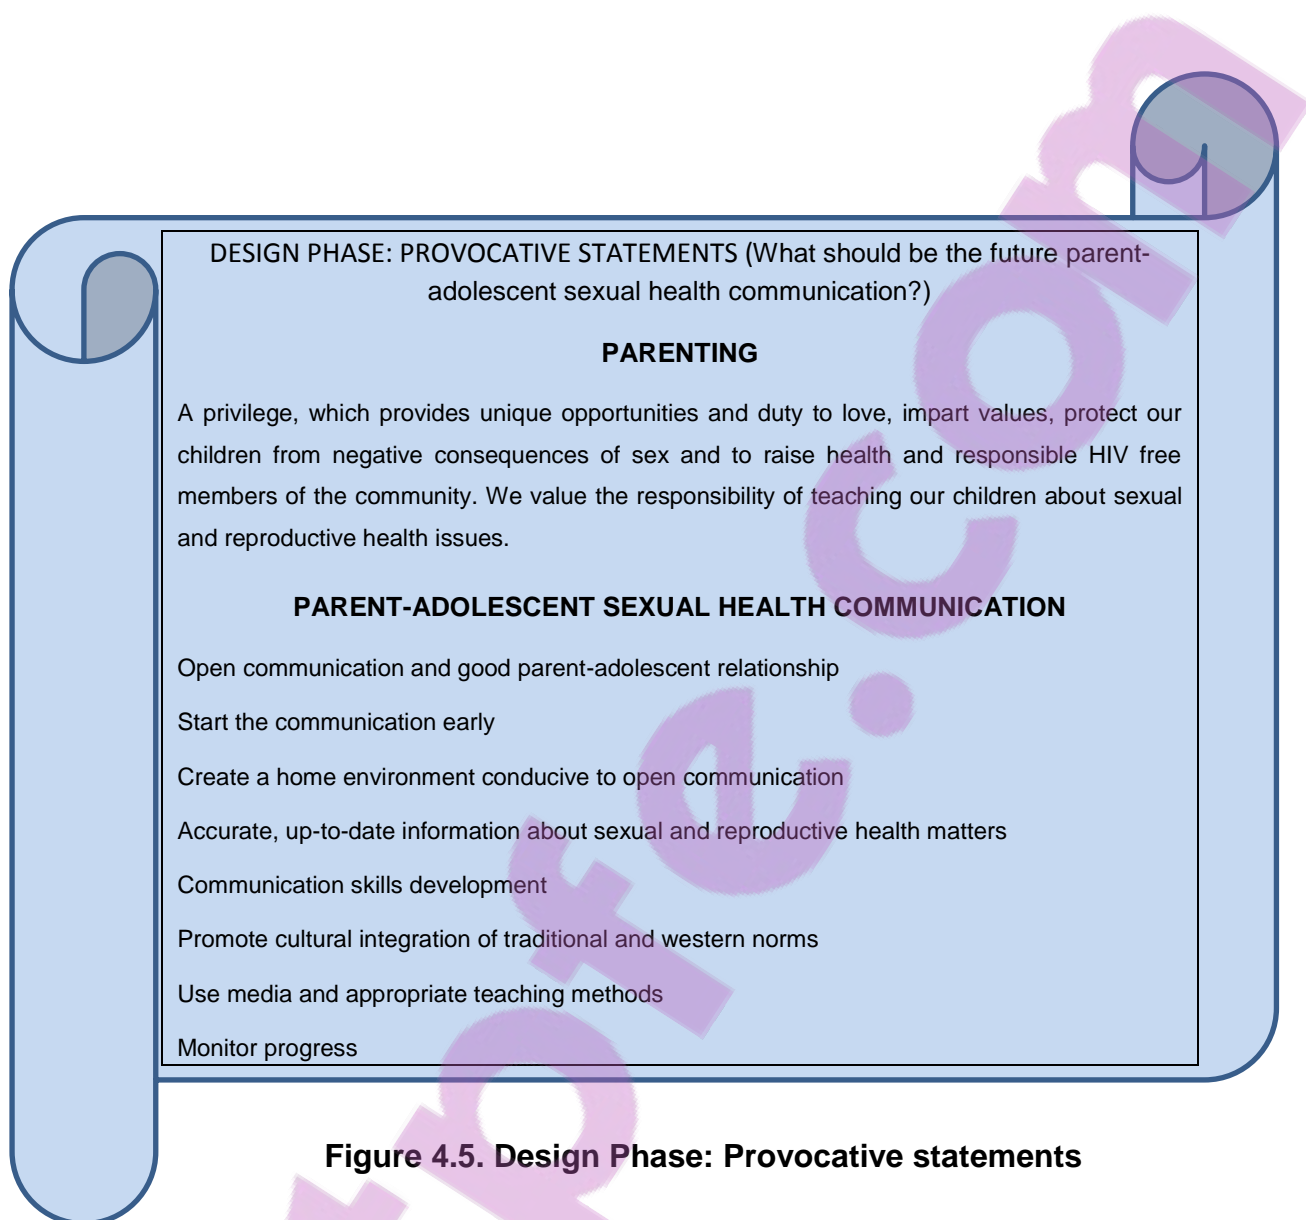 DESIGN PHASE: PROVOCATIVE STATEMENTS (What should be the future parent-
adolescent sexual health communication?)
PARENTING
A privilege, which provides unique opportunities and duty to love, impart values, protect our
children from negative consequences of sex and to raise health and responsible HIV free
members of the community. We value the responsibility of teaching our children about sexual
and reproductive health issues.
PARENT-ADOLESCENT SEXUAL HEALTH COMMUNICATION
Open communication and good parent-adolescent relationship
Start the communication early
Create a home environment conducive to open communication
Accurate, up-to-date information about sexual and reproductive health matters
Communication skills development
Promote cultural integration of traditional and western norms
Use media and appropriate teaching methods
Monitor progress
Figure 4.5. Design Phase: Provocative statements
tpfe.com